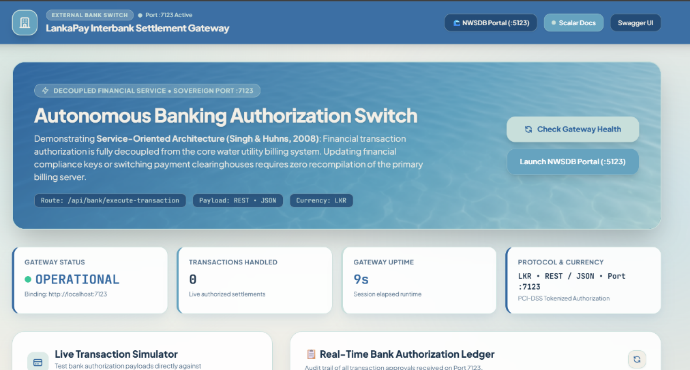 EXTERNAL BANK SWITCH Port :7123 Active
LankaPay Interbank Settlement Gateway
NWSDB Portal (:5123)
Scalar Docs
Swagger UI
DECOUPLED FINANCIAL SERVICE • SOVEREIGN PORT :7123
Autonomous Banking Authorization Switch
Demonstrating Service-Oriented Architecture (Singh & Huhns, 2008): Financial transaction
authorization is fully decoupled from the core water utility billing system. Updating financial
compliance keys or switching payment clearinghouses requires zero recompilation of the primary
billing server.
Route: /api/bank/execute-transaction
Payload: REST • JSON
Currency: LKR
Check Gateway Health
Launch NWSDB Portal (:5123)
GATEWAY STATUS
OPERATIONAL
Binding: http://localhost:7123
TRANSACTIONS HANDLED
0
Live authorized settlements
GATEWAY UPTIME
9s
Session elapsed runtime
PROTOCOL & CURRENCY
LKR • REST / JSON • Port
:7123
PCI-DSS Tokenized Authorization
Live Transaction Simulator
Test bank authorization payloads directly against
Real-Time Bank Authorization Ledger
Audit trail of all transaction approvals received on Port 7123.